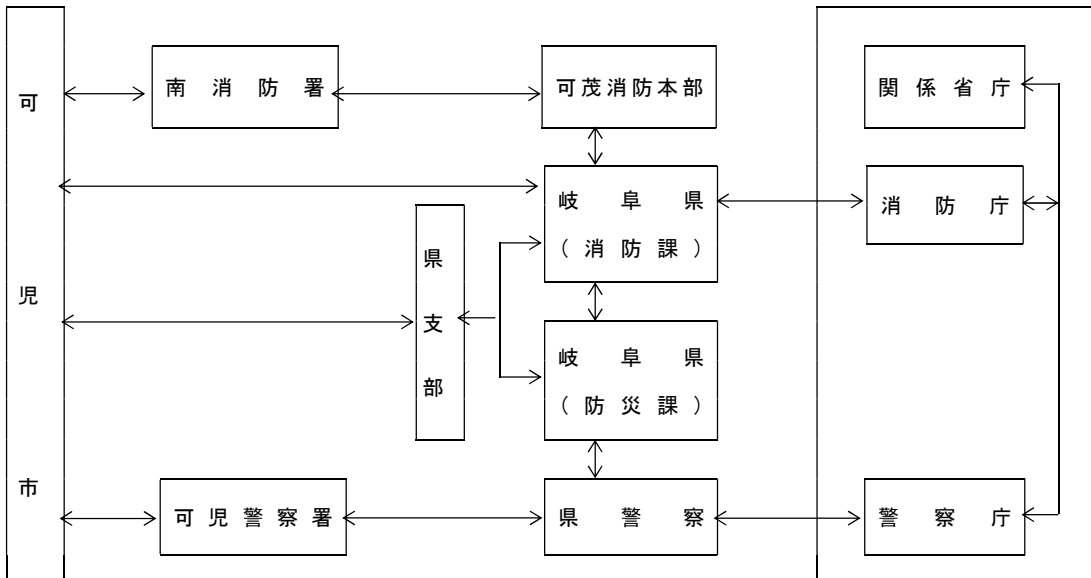 可児市
南消防署
可茂消防本部
関係省庁
岐阜県
(消防課)
消防庁
県支部
岐阜県
(防災課)
可児警察署
県警察
警察庁